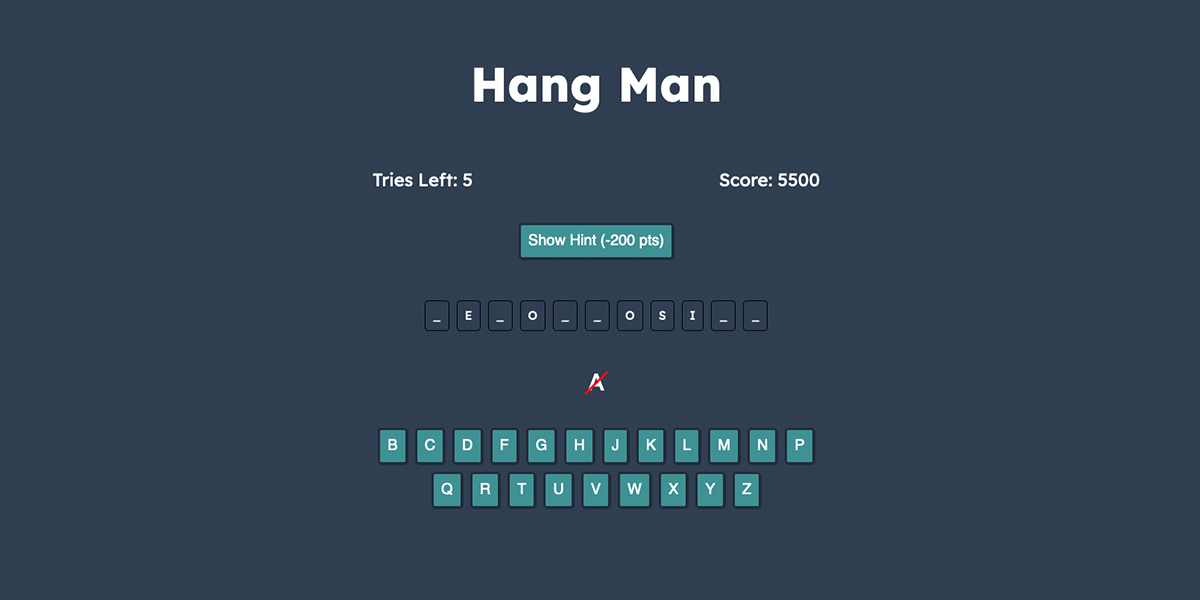 Hang Man
Tries Left: 5 Score: 5500
Show Hint (-200 pts)
_ E _ O _ _ O S I _ _
A
B C D F G H J K L M N P
Q R T U V W X Y Z